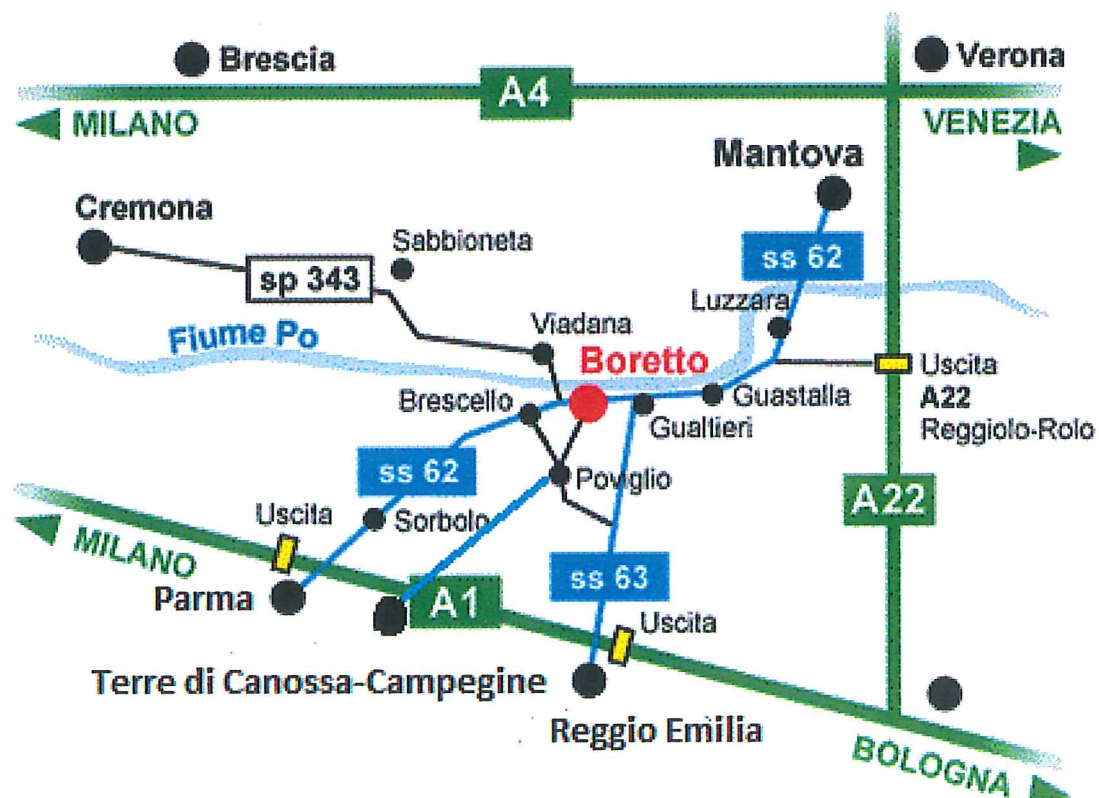 Brescia
Verona
A4
MILANO
VENEZIA
Mantova
Cremona
Sabbioneta
ss 62
sp 343
Luzzara
Fiume Po
Viadana
Boretto
Uscita
A22
Reggiolo-Rolo
Brescello
Guastalla
Gualtieri
ss 62
Poviglio
A22
Uscita
Sorbolo
MILANO
ss 63
Parma
A1
Uscita
Terre di Canossa-Campegine
Reggio Emilia
BOLOGNA